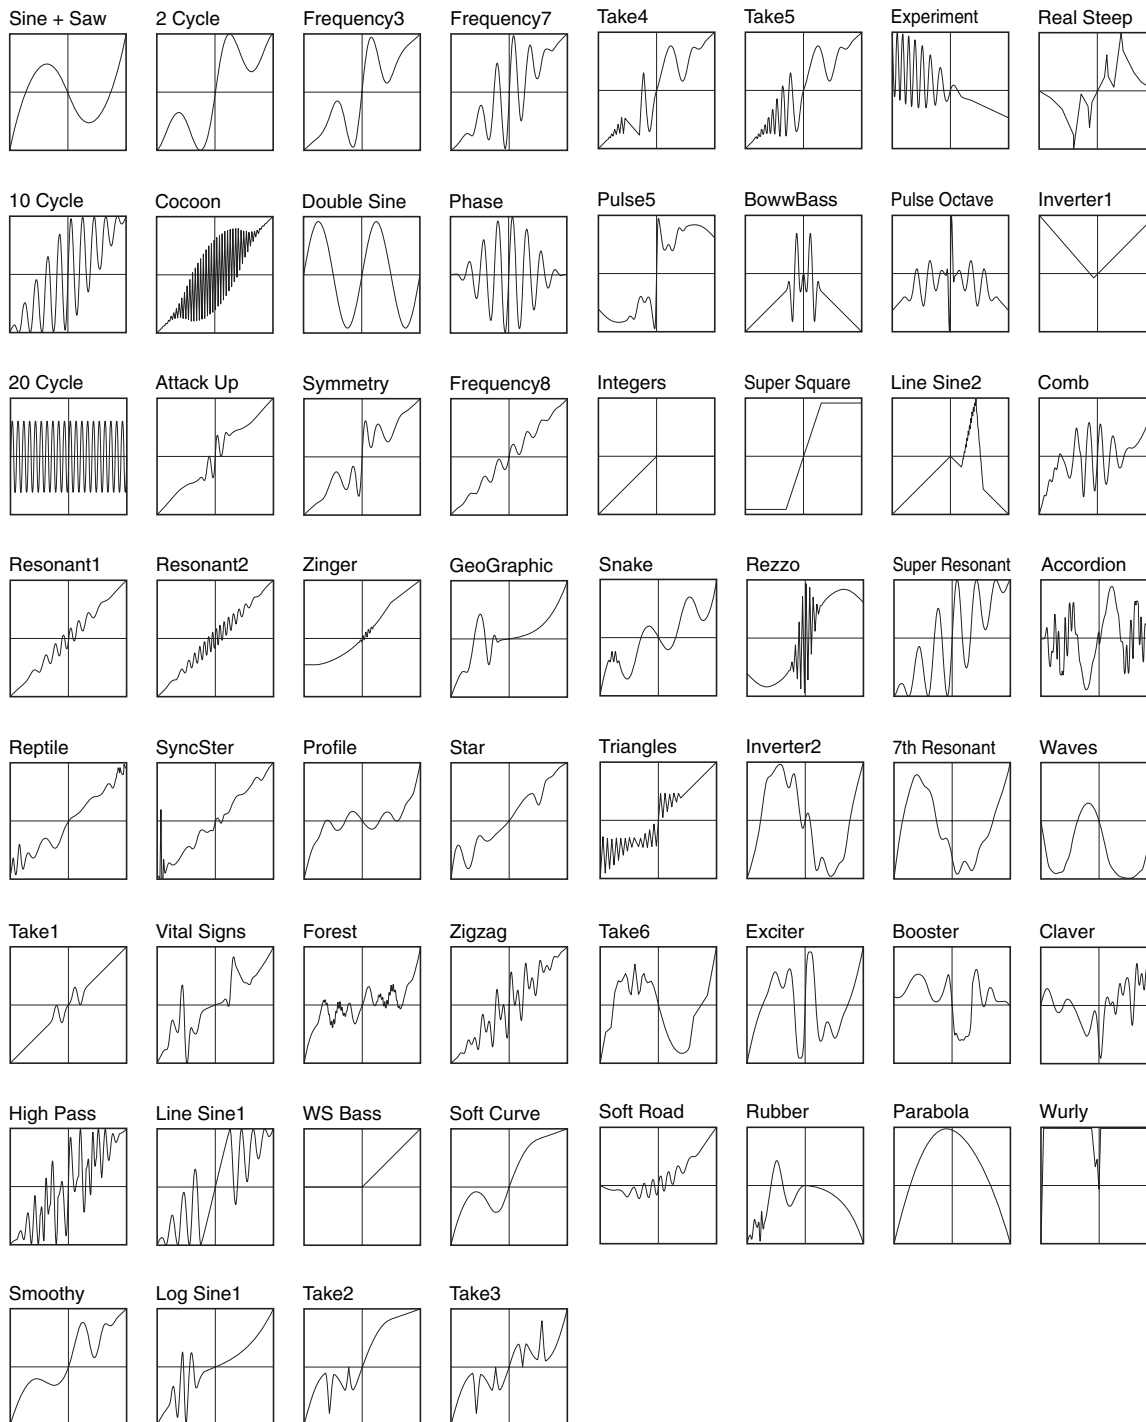 Sine + Saw 2 Cycle Frequency3 Frequency7 Take4 Take5 Experiment Real Steep
10 Cycle Cocoon Double Sine Phase Pulse5 BowwBass Pulse Octave Inverter1
20 Cycle Attack Up Symmetry Frequency8 Integers Super Square Line Sine2 Comb
Resonant1 Resonant2 Zinger GeoGraphic Snake Rezzo Super Resonant Accordion
Reptile SyncSter Profile Star Triangles Inverter2 7th Resonant Waves
Take1 Vital Signs Forest Zigzag Take6 Exciter Booster Claver
High Pass Line Sine1 WS Bass Soft Curve Soft Road Rubber Parabola Wurly
Smoothy Log Sine1 Take2 Take3